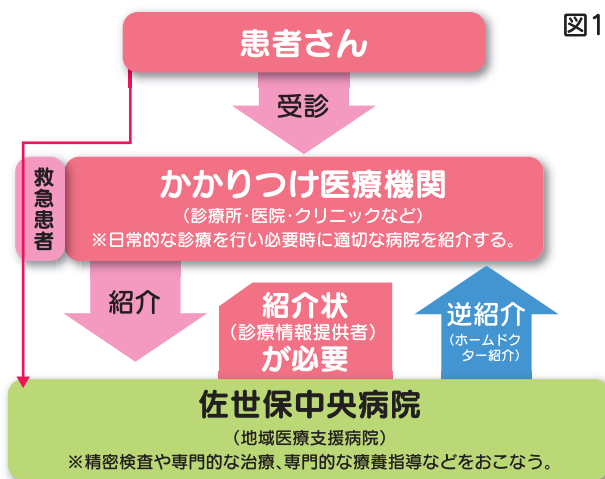 図1
患者さん
受診
救急患者
かかりつけ医療機関
（診療所・医院・クリニックなど）
※日常的な診療を行い必要時に適切な病院を紹介する。
紹介
紹介状
（診療情報提供者）
が必要
逆紹介
（ホームドク
ター紹介）
佐世保中央病院
（地域医療支援病院）
※精密検査や専門的な治療、専門的な療養指導などをおこなう。